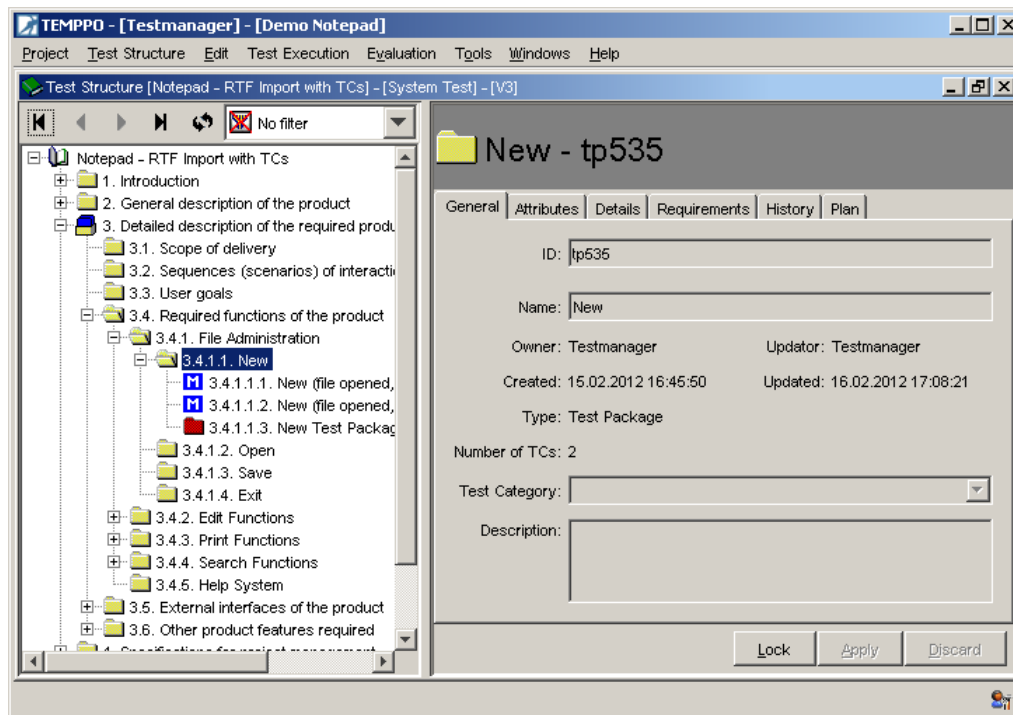 TEMPPO - [Testmanager] - [Demo Notepad]
Project Test Structure Edit Test Execution Evaluation Tools Windows Help
Test Structure [Notepad - RTF Import with TCs] - [System Test] - [V3]
No filter
Notepad - RTF Import with TCs
1. Introduction
2. General description of the product
3. Detailed description of the required produ
3.1. Scope of delivery
3.2. Sequences (scenarios) of interacti
3.3. User goals
3.4. Required functions of the product
3.4.1. File Administration
3.4.1.1. New
M 3.4.1.1.1. New (file opened,
M 3.4.1.1.2. New (file opened,
3.4.1.1.3. New Test Packag
3.4.1.2. Open
3.4.1.3. Save
3.4.1.4. Exit
3.4.2. Edit Functions
3.4.3. Print Functions
3.4.4. Search Functions
3.4.5. Help System
3.5. External interfaces of the product
3.6. Other product features required
New - tp535
General Attributes Details Requirements History Plan
ID: tp535
Name: New
Owner: Testmanager Updator: Testmanager
Created: 15.02.2012 16:45:50 Updated: 16.02.2012 17:08:21
Type: Test Package
Number of TCs: 2
Test Category:
Description:
Lock Apply Discard